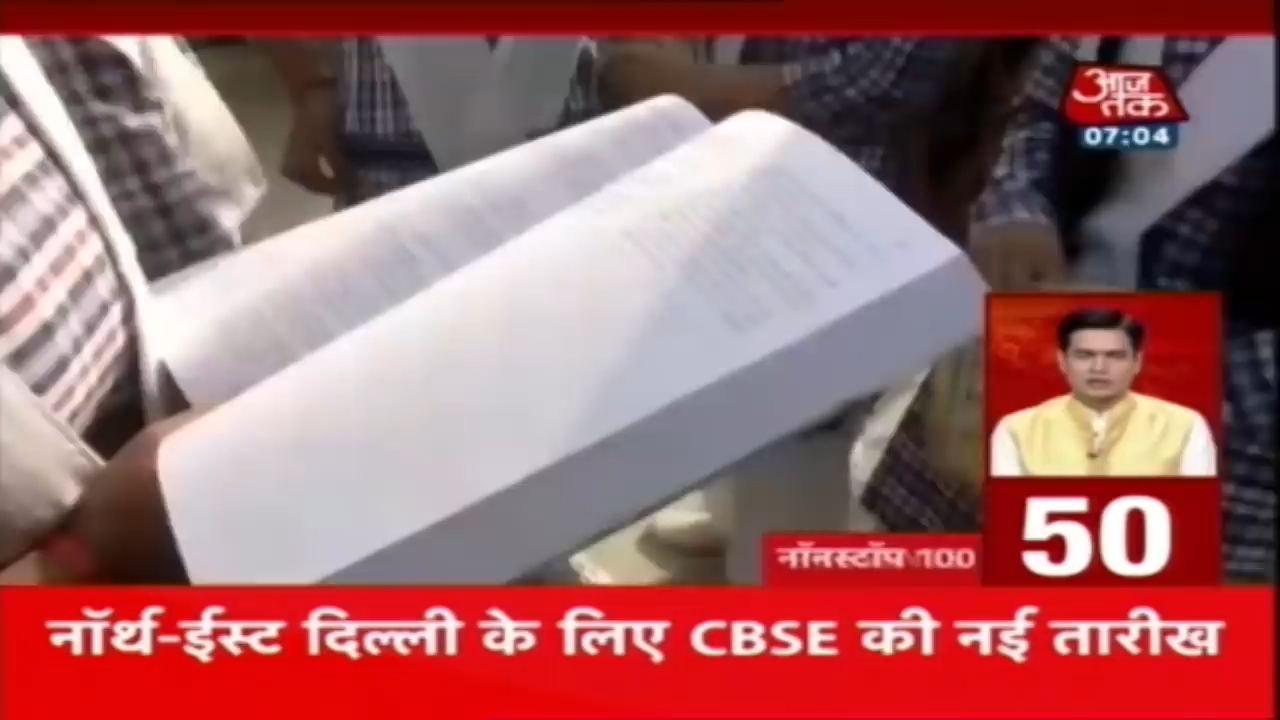 आज
तक
07:04
50
नॉनस्टॉप 100
नॉर्थ-ईस्ट दिल्ली के लिए CBSE की नई तारीख